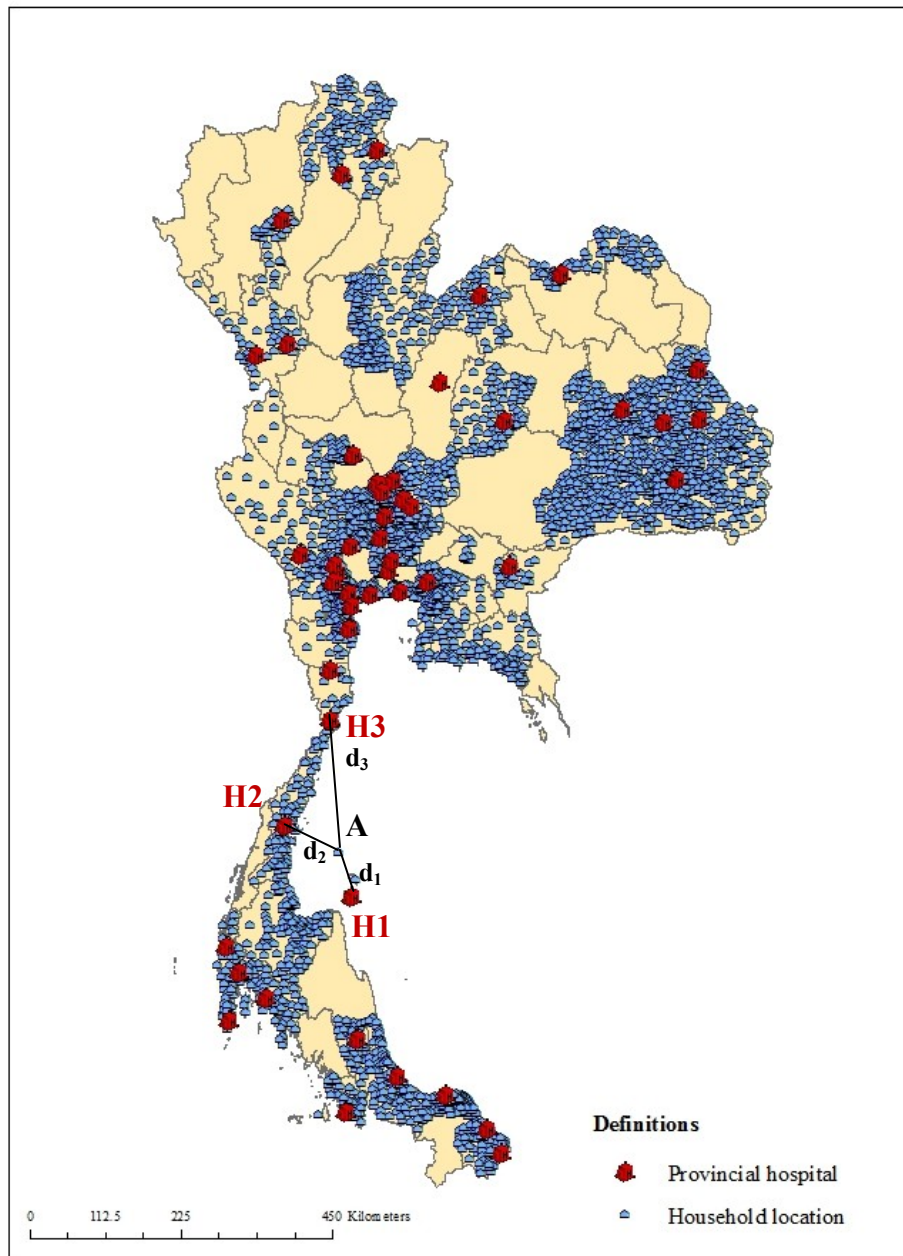 H3
d₃
H2
A
d₂
d₁
H1
Definitions
Provincial hospital
Household location
0 112.5 225 450 Kilometers